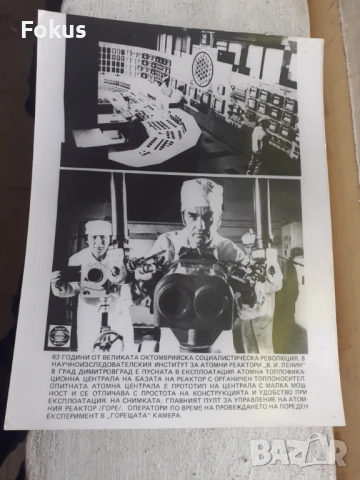 Fokus
63 ГОДИНИ ОТ ВЕЛИКАТА ОКТОМВРИЙСКА СОЦИАЛИСТИЧЕСКА РЕВОЛЮЦИЯ. В
НАУЧНОИЗСЛЕДОВАТЕЛСКИЯ ИНСТИТУТ ЗА АТОМНИ РЕАКТОРИ „В. И. ЛЕНИН"
В ГРАД ДИМИТРОВГРАД Е ПУСНАТА В ЕКСПЛОАТАЦИЯ АТОМНА ТОПЛОФИКА-
ЦИОННА ЦЕНТРАЛА НА БАЗАТА НА РЕАКТОР С ОРГАНИЧЕН ТОПЛОНОСИТЕЛ.
ОПИТНАТА АТОМНА ЦЕНТРАЛА Е ПРОТОТИП НА ЦЕНТРАЛА С МАЛКА МОЩ
НОСТ И СЕ ОТЛИЧАВА С ПРОСТОТА НА КОНСТРУКЦИЯТА И УДОБСТВО ПРИ
ЕКСПЛОАТАЦИЯ. НА СНИМКАТА: ГЛАВНИЯТ ПУЛТ ЗА УПРАВЛЕНИЕ НА АТОМ-
НИЯ РЕАКТОР /ГОРЕ/. ОПЕРАТОРИ ПО ВРЕМЕ НА ПРОВЕЖДАНЕТО НА ПОРЕДЕН
ЕКСПЕРИМЕНТ В „ГОРЕЩАТА" КАМЕРА.
BAZAR
bg